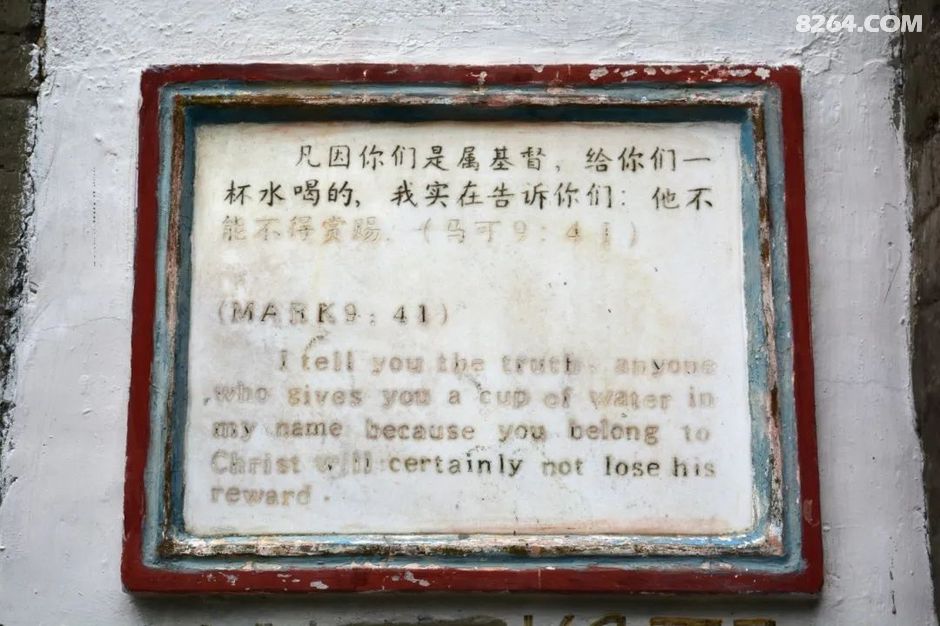 8264.COM
凡因你们是属基督，给你们一
杯水喝的，我实在告诉你们：他不
能不得赏赐．（马可9：41）
(MARK9：41)
I tell you the truth, anyone
who gives you a cup of water in
my name because you belong to
Christ will certainly not lose his
reward.